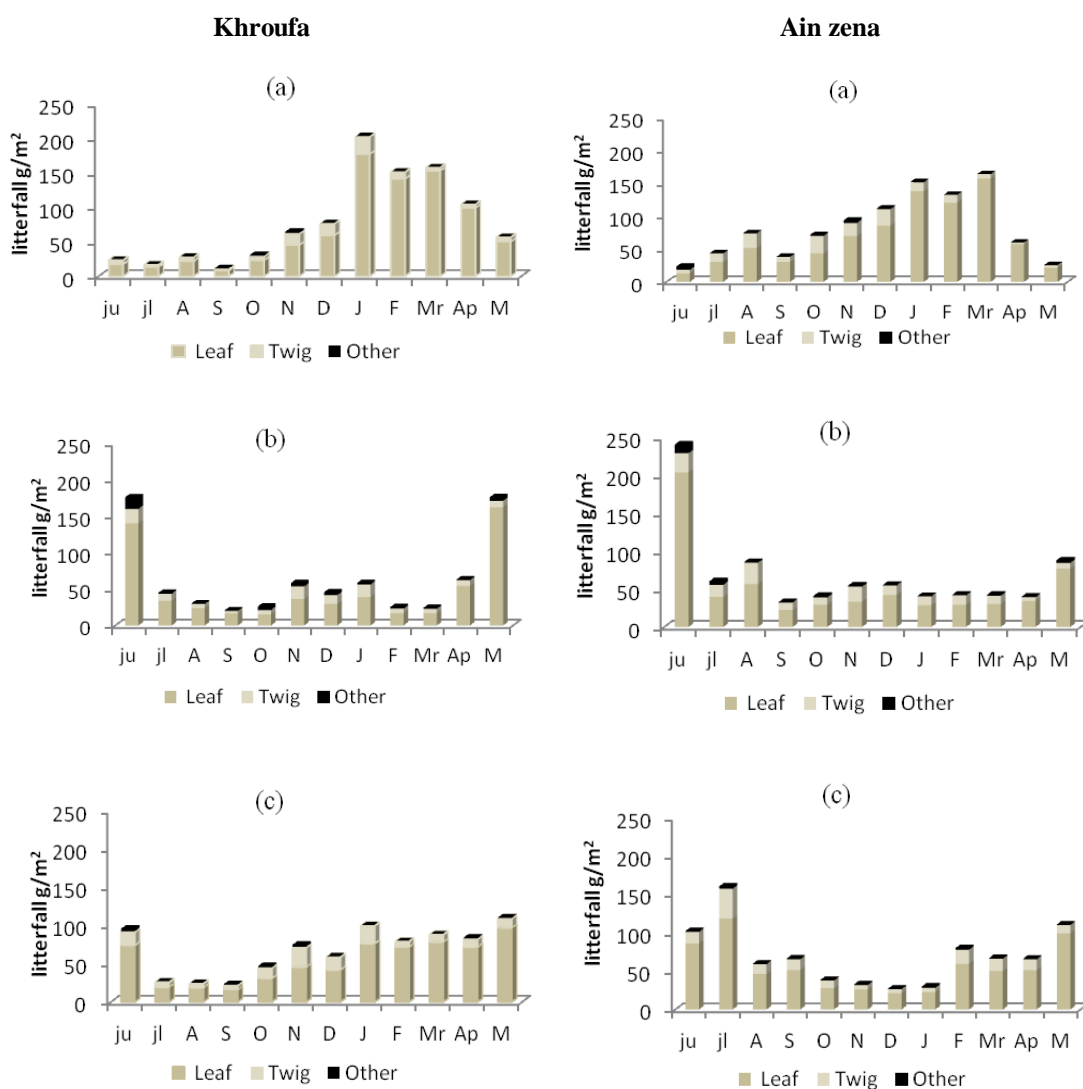 Khroufa
Ain zena
(a)
250
200
150
100
50
0
litterfall g/m²
ju jl A S O N D J F Mr Ap M
Leaf Twig Other
(a)
250
200
150
100
50
0
litterfall g/m²
ju jl A S O N D J F Mr Ap M
Leaf Twig Other
(b)
250
200
150
100
50
0
litterfall g/m²
ju jl A S O N D J F Mr Ap M
Leaf Twig Other
(b)
250
200
150
100
50
0
litterfall g/m²
ju jl A S O N D J F Mr Ap M
Leaf Twig Other
(c)
250
200
150
100
50
0
litterfall g/m²
ju jl A S O N D J F Mr Ap M
Leaf Twig Other
(c)
250
200
150
100
50
0
litterfall g/m²
ju jl A S O N D J F Mr Ap M
Leaf Twig Other